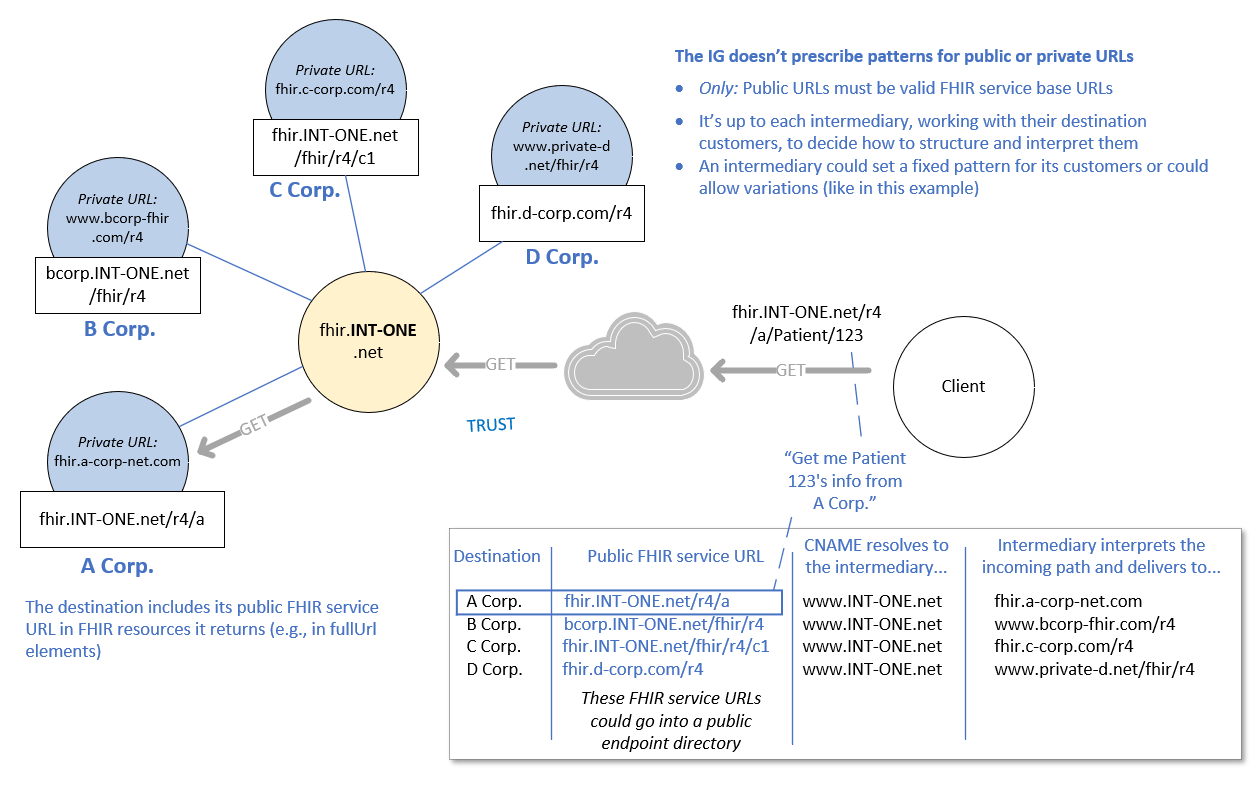 Private URL:
fhir.c-corp.com/r4
fhir.INT-ONE.net
/fhir/r4/c1
C Corp.
Private URL:
www.private-d
.net/fhir/r4
fhir.d-corp.com/r4
D Corp.
The IG doesn’t prescribe patterns for public or private URLs
• Only: Public URLs must be valid FHIR service base URLs
• It’s up to each intermediary, working with their destination
customers, to decide how to structure and interpret them
• An intermediary could set a fixed pattern for its customers or could
allow variations (like in this example)
Private URL:
www.bcorp-fhir
.com/r4
bcorp.INT-ONE.net
/fhir/r4
B Corp.
fhir.INT-ONE
.net
GET
fhir.INT-ONE.net/r4
/a/Patient/123
GET
Client
GET
TRUST
Private URL:
fhir.a-corp-net.com
fhir.INT-ONE.net/r4/a
A Corp.
The destination includes its public FHIR service
URL in FHIR resources it returns (e.g., in fullUrl
elements)
“Get me Patient
123's info from
A Corp.”
Destination
Public FHIR service URL
CNAME resolves to
the intermediary...
Intermediary interprets the
incoming path and delivers to...
A Corp. fhir.INT-ONE.net/r4/a www.INT-ONE.net fhir.a-corp-net.com
B Corp. bcorp.INT-ONE.net/fhir/r4 www.INT-ONE.net www.bcorp-fhir.com/r4
C Corp. fhir.INT-ONE.net/fhir/r4/c1 www.INT-ONE.net fhir.c-corp.com/r4
D Corp. fhir.d-corp.com/r4 www.INT-ONE.net www.private-d.net/fhir/r4
These FHIR service URLs
could go into a public
endpoint directory